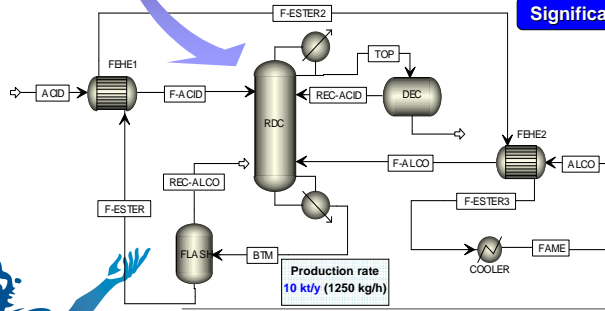 F-ESTER2
Significa
FEHE1
TOP
ACID
F-ACID
REC-ACID
DEC
RDC
FEHE2
REC-ALCO
F-ALCO
ALCO
F-ESTER
F-ESTER3
FLASH
BTM
COOLER
FAME
Production rate
10 kt/y (1250 kg/h)